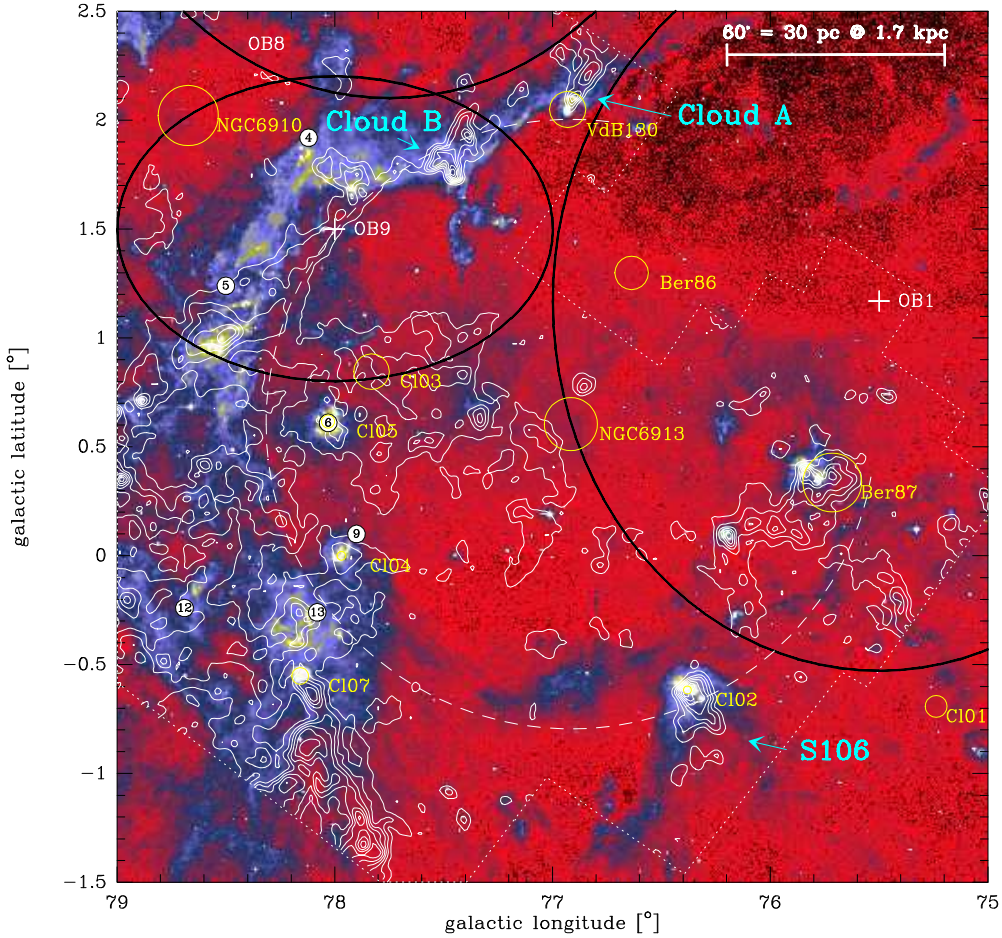 2.5
OB8
60' = 30 pc @ 1.7 kpc
2
NGC6910
Cloud B
VdB130
Cloud A
4
1.5
OB9
5
Ber86
OB1
1
Cl03
6
Cl05
NGC6913
0.5
Ber87
9
0
Cl04
12
13
−0.5
Cl07
Cl02
Cl01
S106
−1
−1.5
79
78
77
76
75
galactic longitude [°]
galactic latitude [°]